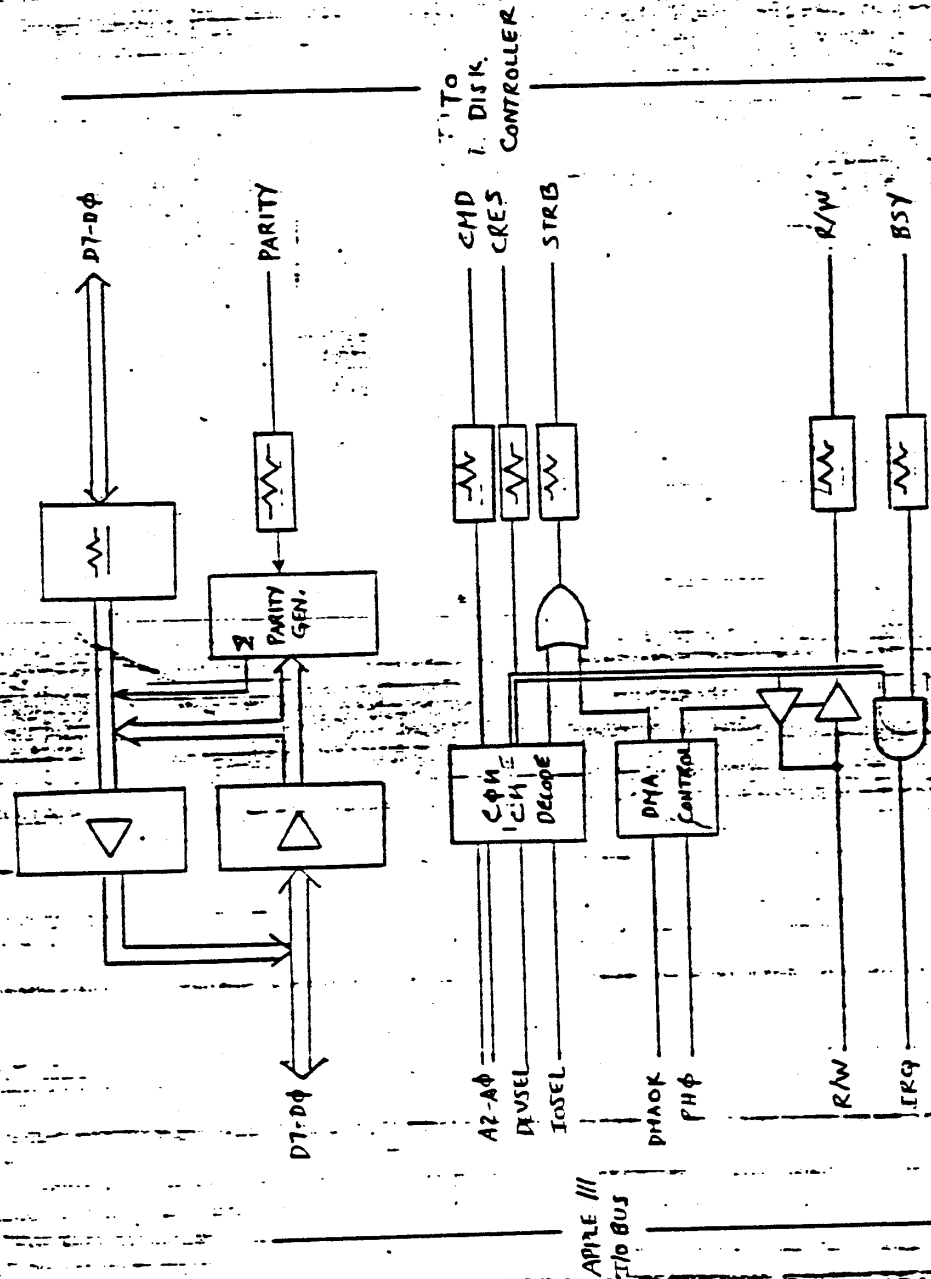 TO
DISK
CONTROLLER
D7-DΦ
PARITY
CMD
CRES
STRB
R/W
BSY
PARITY
GEN.
DECODE
DMA
CONTROL
D7-DΦ
A2-AΦ
DEVSEL
IOSEL
DMAOK
PHΦ
R/W
IRQ
APPLE ///
I/O BUS